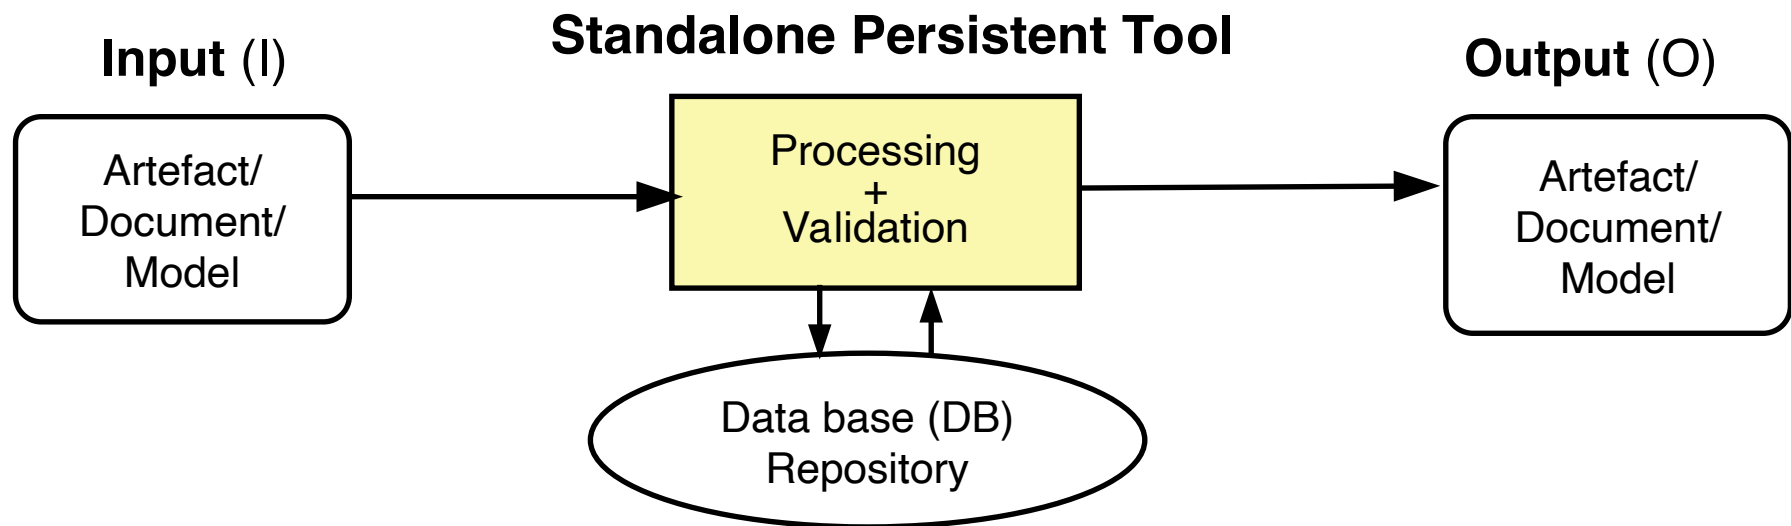 Standalone Persistent Tool
Input (I)
Output (O)
Artefact/
Document/
Model
Processing
+
Validation
Artefact/
Document/
Model
Data base (DB)
Repository